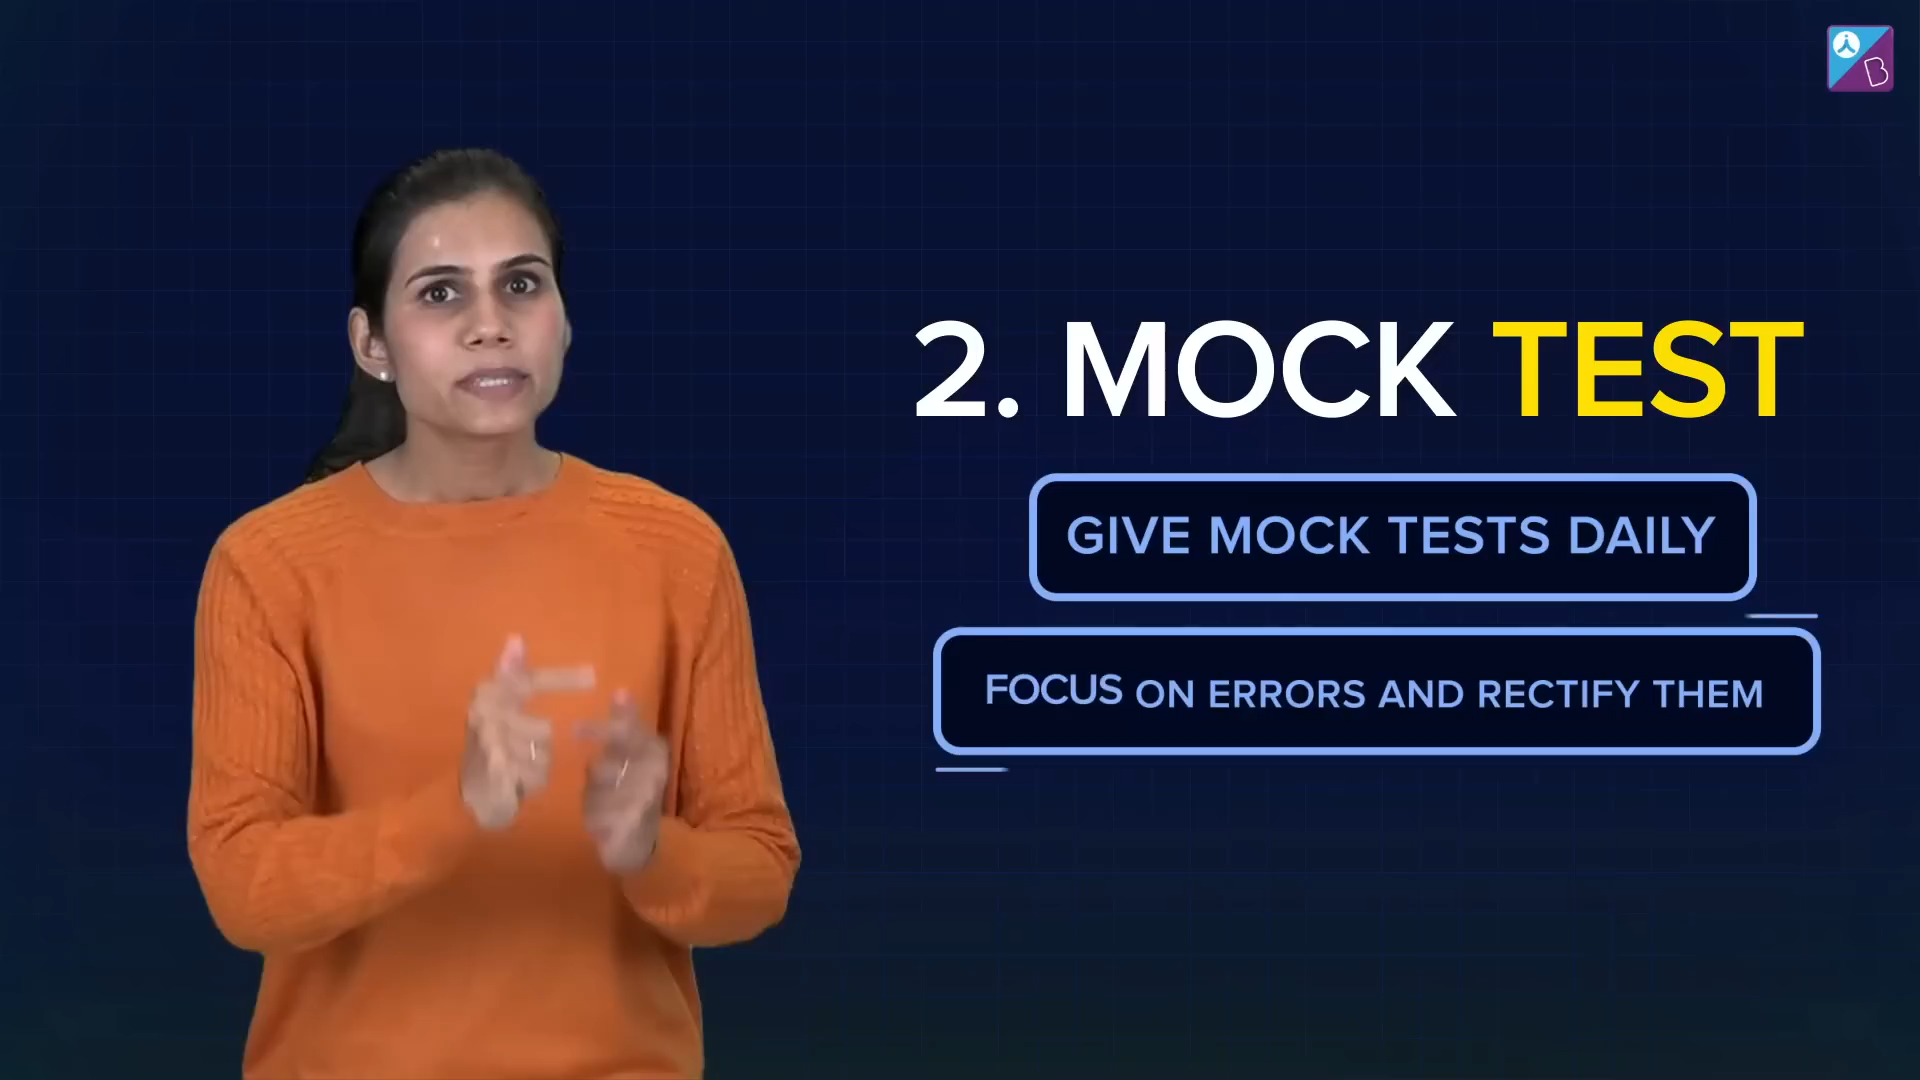 2. MOCK TEST
GIVE MOCK TESTS DAILY
FOCUS ON ERRORS AND RECTIFY THEM
B